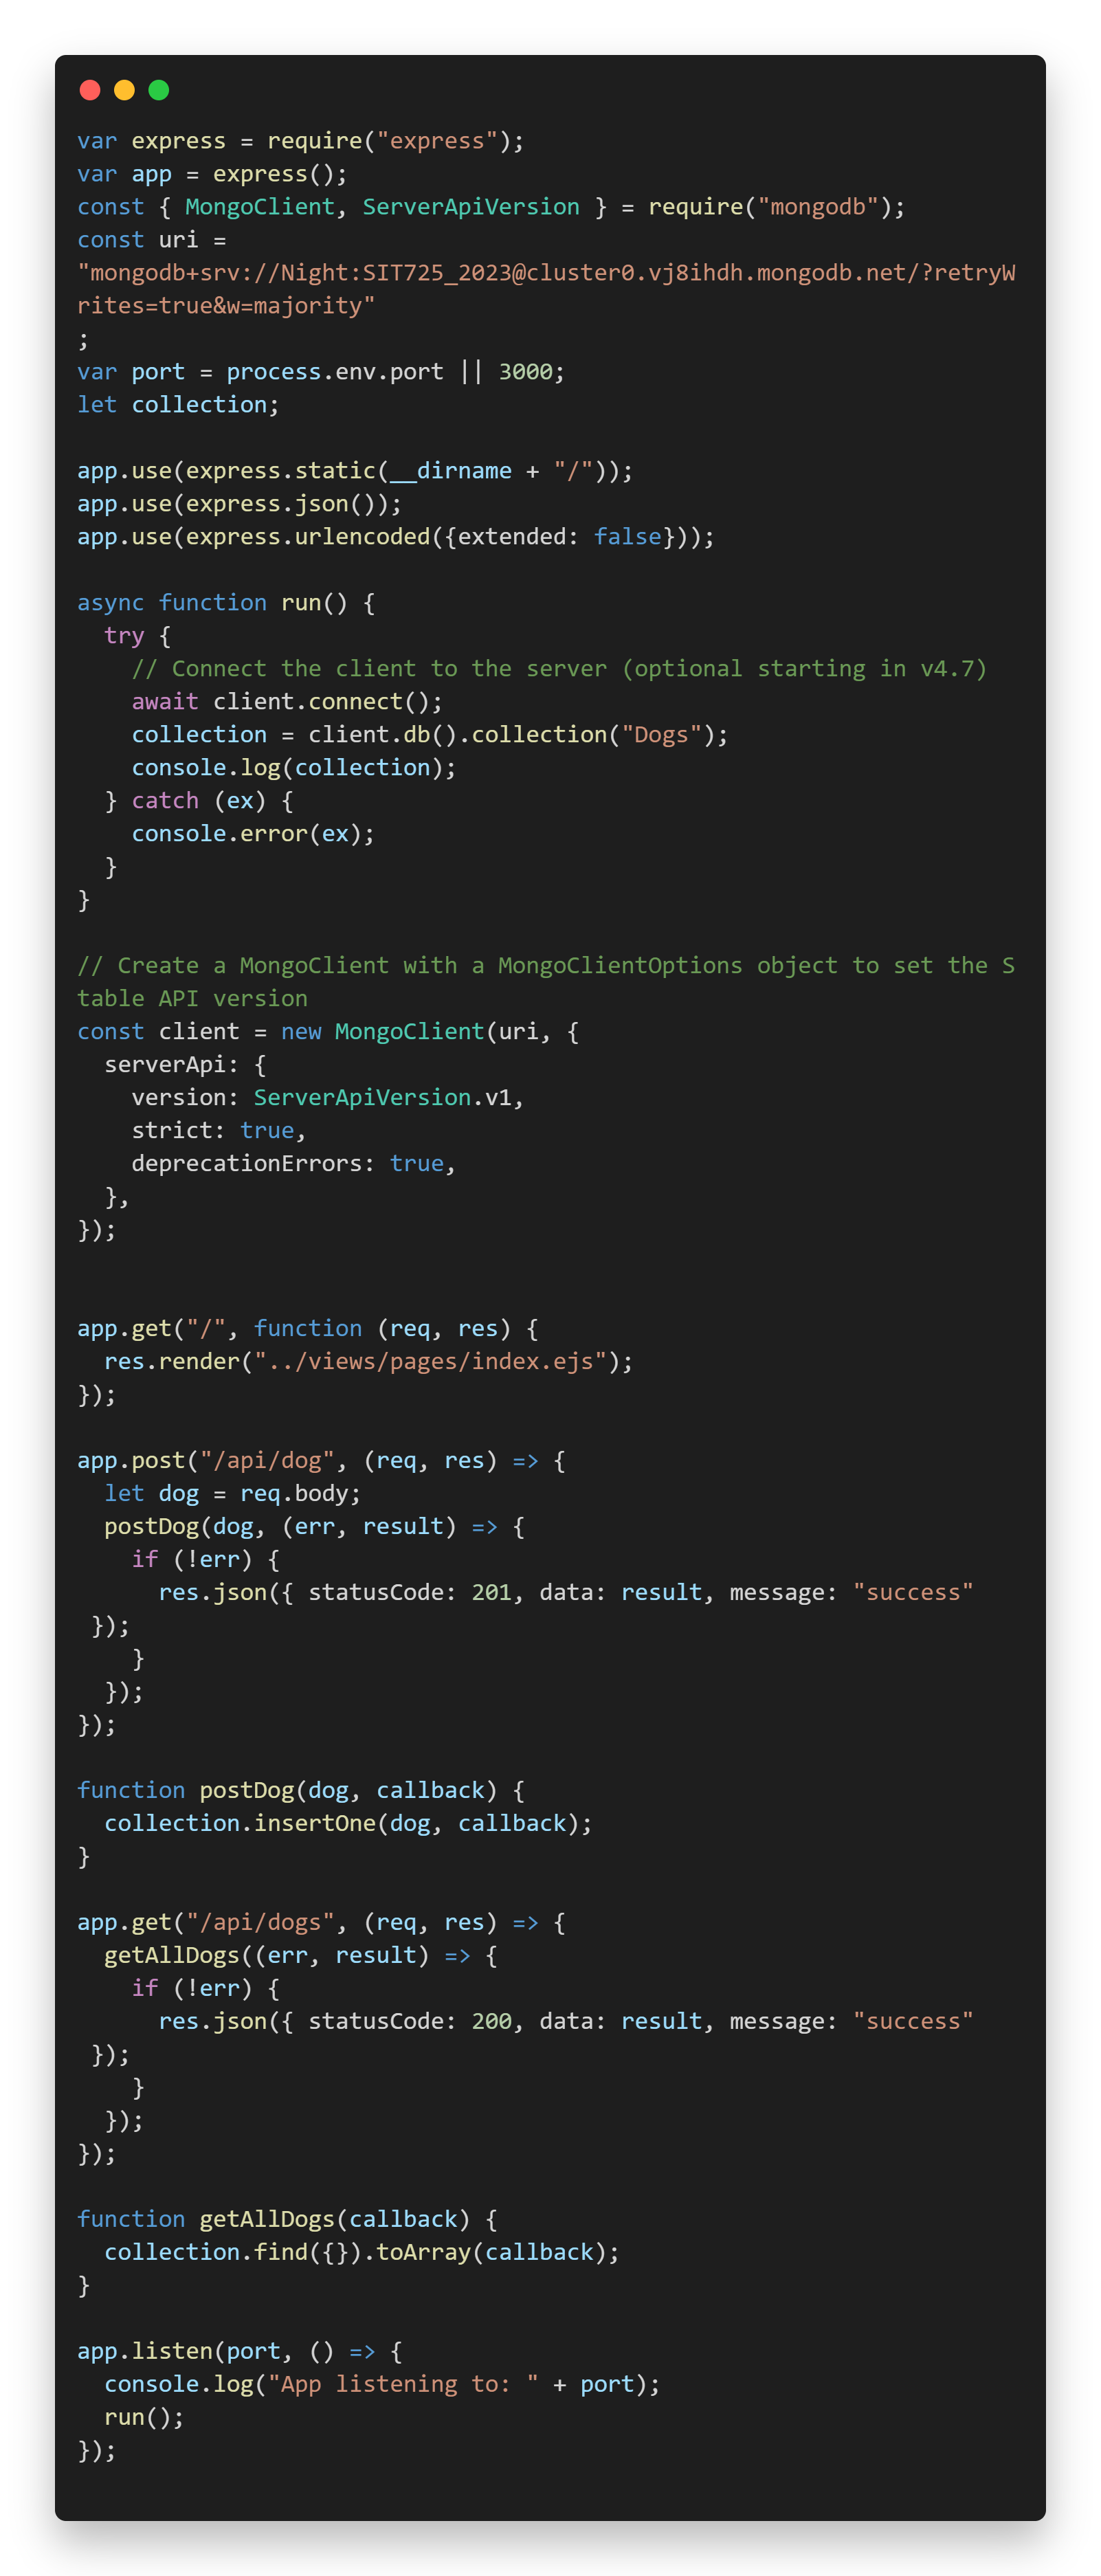 var express = require("express");
var app = express();
const { MongoClient, ServerApiVersion } = require("mongodb");
const uri =
"mongodb+srv://Night:SIT725_2023@cluster0.vj8ihdh.mongodb.net/?retryW
rites=true&w=majority"
;
var port = process.env.port || 3000;
let collection;

app.use(express.static(__dirname + "/"));
app.use(express.json());
app.use(express.urlencoded({extended: false}));

async function run() {
  try {
    // Connect the client to the server (optional starting in v4.7)
    await client.connect();
    collection = client.db().collection("Dogs");
    console.log(collection);
  } catch (ex) {
    console.error(ex);
  }
}

// Create a MongoClient with a MongoClientOptions object to set the S
table API version
const client = new MongoClient(uri, {
  serverApi: {
    version: ServerApiVersion.v1,
    strict: true,
    deprecationErrors: true,
  },
});


app.get("/", function (req, res) {
  res.render("../views/pages/index.ejs");
});

app.post("/api/dog", (req, res) => {
  let dog = req.body;
  postDog(dog, (err, result) => {
    if (!err) {
      res.json({ statusCode: 201, data: result, message: "success"
 });
    }
  });
});

function postDog(dog, callback) {
  collection.insertOne(dog, callback);
}

app.get("/api/dogs", (req, res) => {
  getAllDogs((err, result) => {
    if (!err) {
      res.json({ statusCode: 200, data: result, message: "success"
 });
    }
  });
});

function getAllDogs(callback) {
  collection.find({}).toArray(callback);
}

app.listen(port, () => {
  console.log("App listening to: " + port);
  run();
});